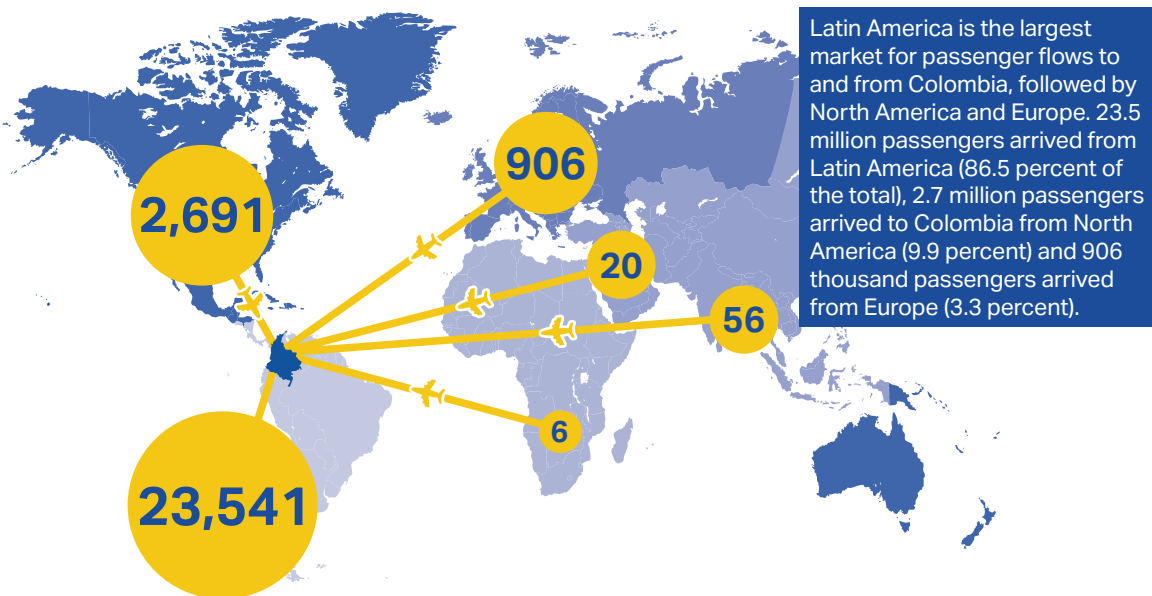 Latin America is the largest
market for passenger flows to
and from Colombia, followed by
North America and Europe. 23.5
million passengers arrived from
Latin America (86.5 percent of
the total), 2.7 million passengers
arrived to Colombia from North
America (9.9 percent) and 906
thousand passengers arrived
from Europe (3.3 percent).
906
2,691
20
56
6
23,541